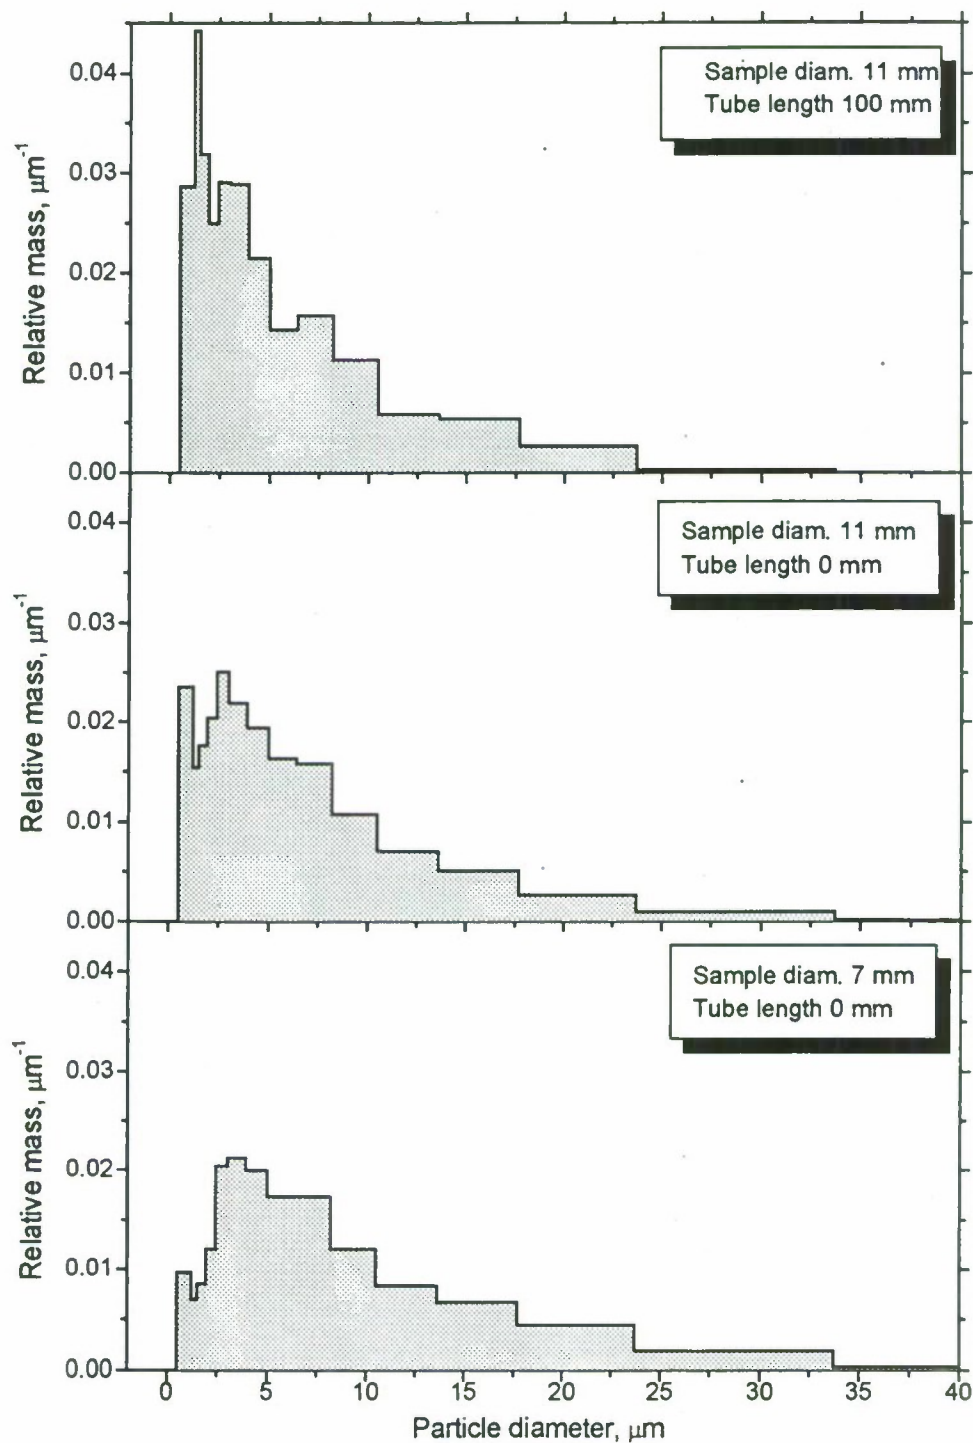 Sample diam. 11 mm
Tube length 100 mm
Relative mass, μm⁻¹
0.04
0.03
0.02
0.01
0.00
Sample diam. 11 mm
Tube length 0 mm
Relative mass, μm⁻¹
0.04
0.03
0.02
0.01
0.00
Sample diam. 7 mm
Tube length 0 mm
Relative mass, μm⁻¹
0.04
0.03
0.02
0.01
0.00
0 5 10 15 20 25 30 35 40
Particle diameter, μm